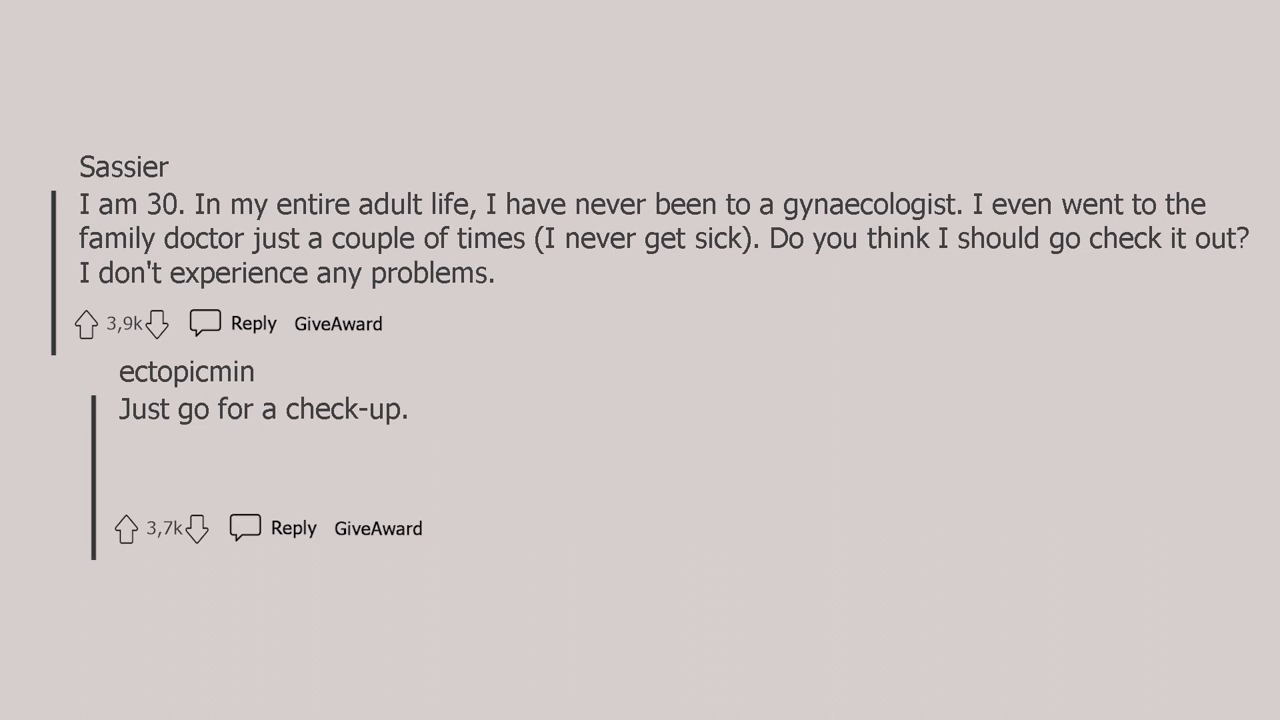 Sassier
I am 30. In my entire adult life, I have never been to a gynaecologist. I even went to the
family doctor just a couple of times (I never get sick). Do you think I should go check it out?
I don't experience any problems.
3,9k Reply GiveAward
ectopicmin
Just go for a check-up.
3,7k Reply GiveAward